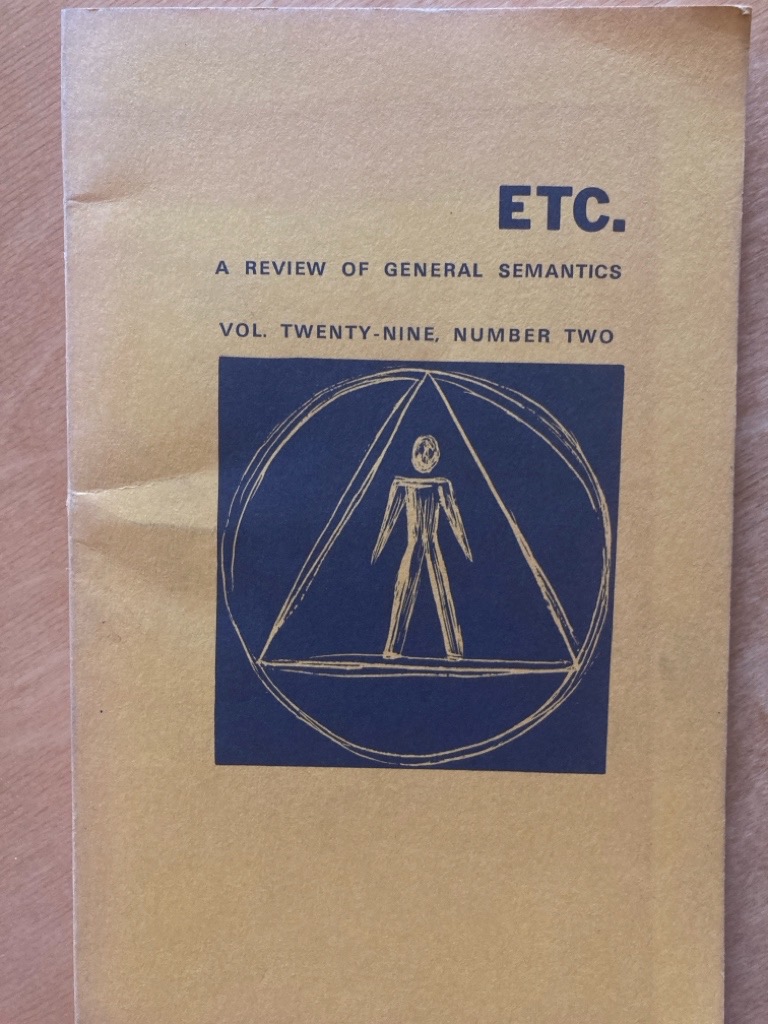 ETC.
A REVIEW OF GENERAL SEMANTICS
VOL. TWENTY-NINE, NUMBER TWO